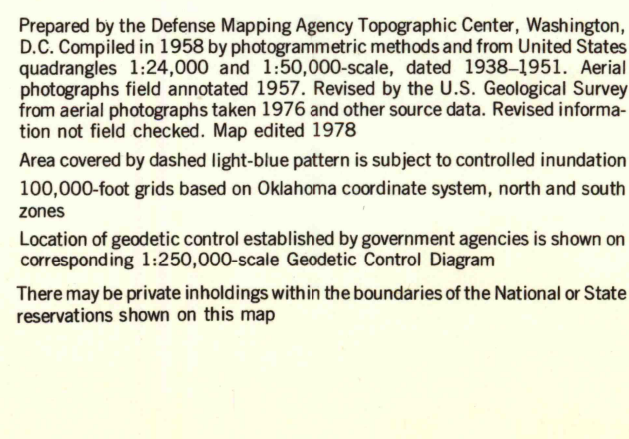 Prepared by the Defense Mapping Agency Topographic Center, Washington,
D.C. Compiled in 1958 by photogrammetric methods and from United States
quadrangles 1:24,000 and 1:50,000-scale, dated 1938–1951. Aerial
photographs field annotated 1957. Revised by the U.S. Geological Survey
from aerial photographs taken 1976 and other source data. Revised informa-
tion not field checked. Map edited 1978
Area covered by dashed light-blue pattern is subject to controlled inundation
100,000-foot grids based on Oklahoma coordinate system, north and south
zones
Location of geodetic control established by government agencies is shown on
corresponding 1:250,000-scale Geodetic Control Diagram
There may be private inholdings within the boundaries of the National or State
reservations shown on this map